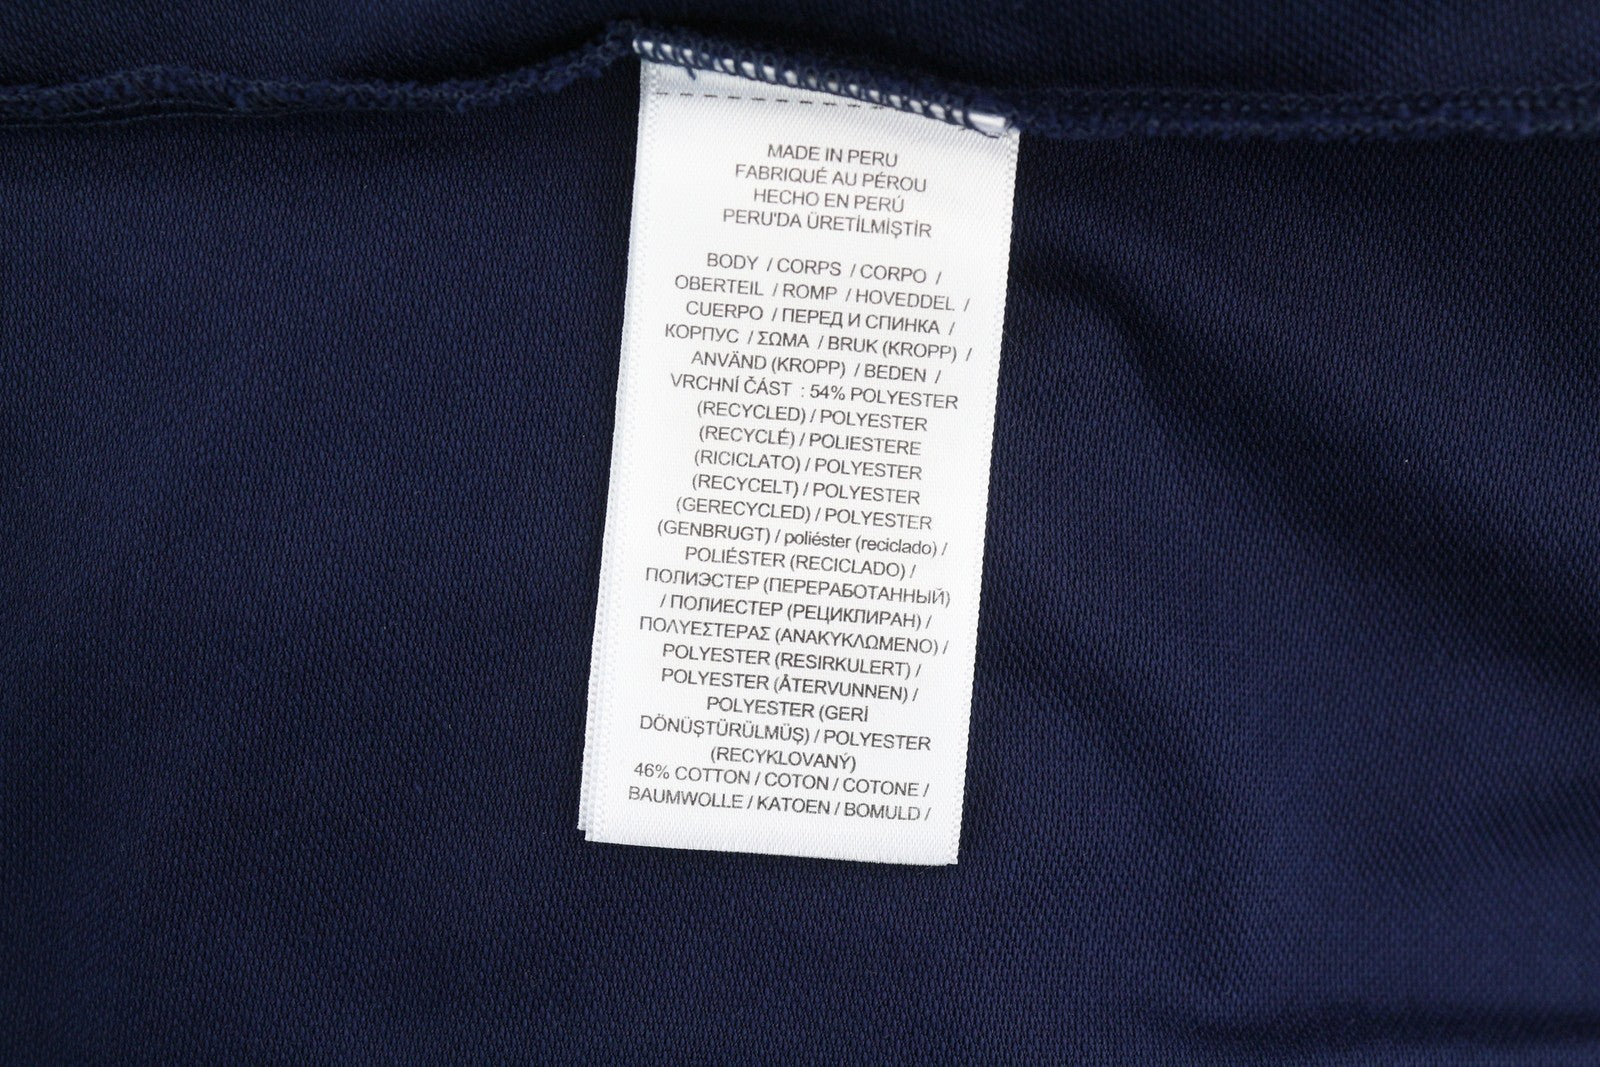 MADE IN PERU
FABRIQUÉ AU PÉROU
HECHO EN PERÚ
PERU'DA ÜRETİLMİŞTİR
BODY / CORPS / CORPO /
OBERTEIL / ROMP / HOVEDDEL /
CUERPO / ПЕРЕД И СПИНКА /
КОРПУС / ΣΩΜΑ / BRUK (KROPP) /
ANVÄND (KROPP) / BEDEN /
VRCHNÍ ČÁST : 54% POLYESTER
(RECYCLED) / POLYESTER
(RECYCLÉ) / POLIESTERE
(RICICLATO) / POLYESTER
(RECYCELT) / POLYESTER
(GERECYCLED) / POLYESTER
(GENBRUGT) / poliéster (reciclado) /
POLIÉSTER (RECICLADO) /
ПОЛИЭСТЕР (ПЕРЕРАБОТАННЫЙ)
/ ПОЛИЕСТЕР (РЕЦИКЛИРАН) /
ΠΟΛΥΕΣΤΕΡΑΣ (ΑΝΑΚΥΚΛΩΜΕΝΟ) /
POLYESTER (RESIRKULERT) /
POLYESTER (ÅTERVUNNEN) /
POLYESTER (GERİ
DÖNÜŞTÜRÜLMÜŞ) / POLYESTER
(RECYKLOVANÝ)
46% COTTON / COTON / COTONE /
BAUMWOLLE / KATOEN / BOMULD /